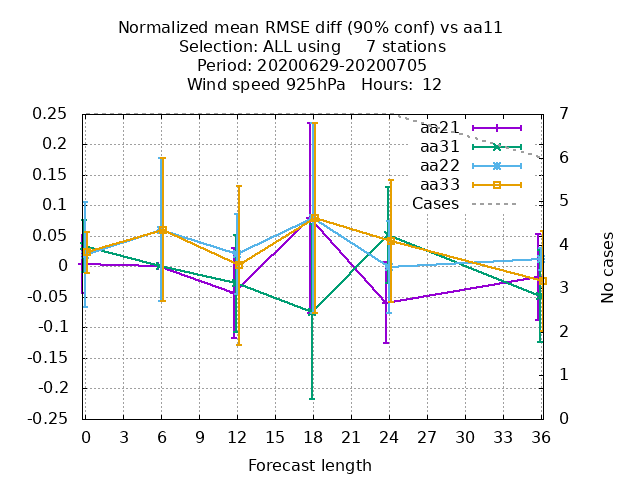 Normalized mean RMSE diff (90% conf) vs aa11
Selection: ALL using     7 stations
Period: 20200629-20200705
Wind speed 925hPa   Hours:  12
0.25
0.2
0.15
0.1
0.05
0
-0.05
-0.1
-0.15
-0.2
-0.25
aa21
aa31
aa22
aa33
Cases
7
6
5
4
3
2
1
0
No cases
0 3 6 9 12 15 18 21 24 27 30 33 36
Forecast length